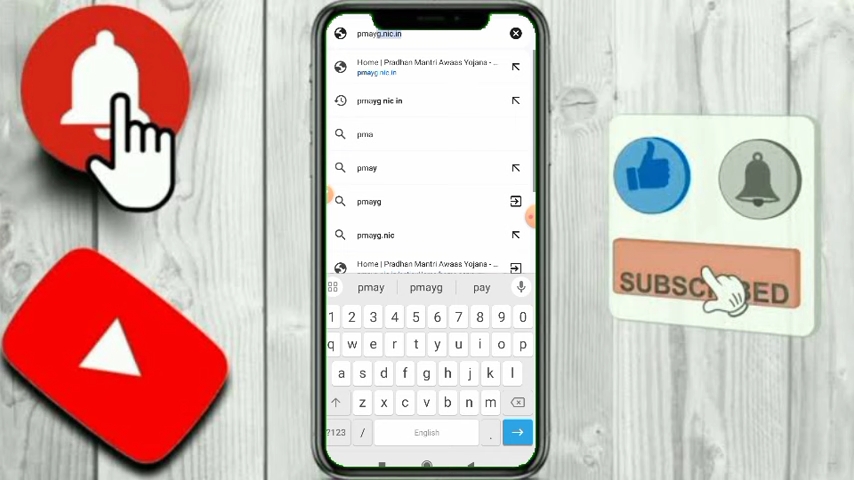 pmayg.nic.in
Home | Pradhan Mantri Awaas Yojana - ...
pmayg.nic.in
pmayg nic in
pma
pmay
pmayg
pmayg.nic
Home | Pradhan Mantri Awaas Yojana - ...
pmay pmayg pay
1 2 3 4 5 6 7 8 9 0
q w e r t y u i o p
a s d f g h j k l
z x c v b n m
?123 / English .
SUBSCRIBED